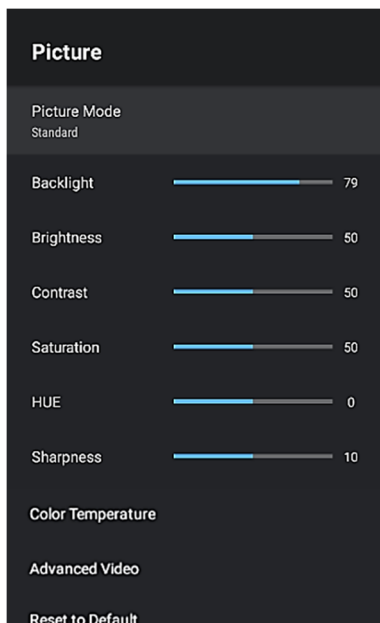 Picture
Picture Mode
Standard
Backlight 79
Brightness 50
Contrast 50
Saturation 50
HUE 0
Sharpness 10
Color Temperature
Advanced Video
Reset to Default